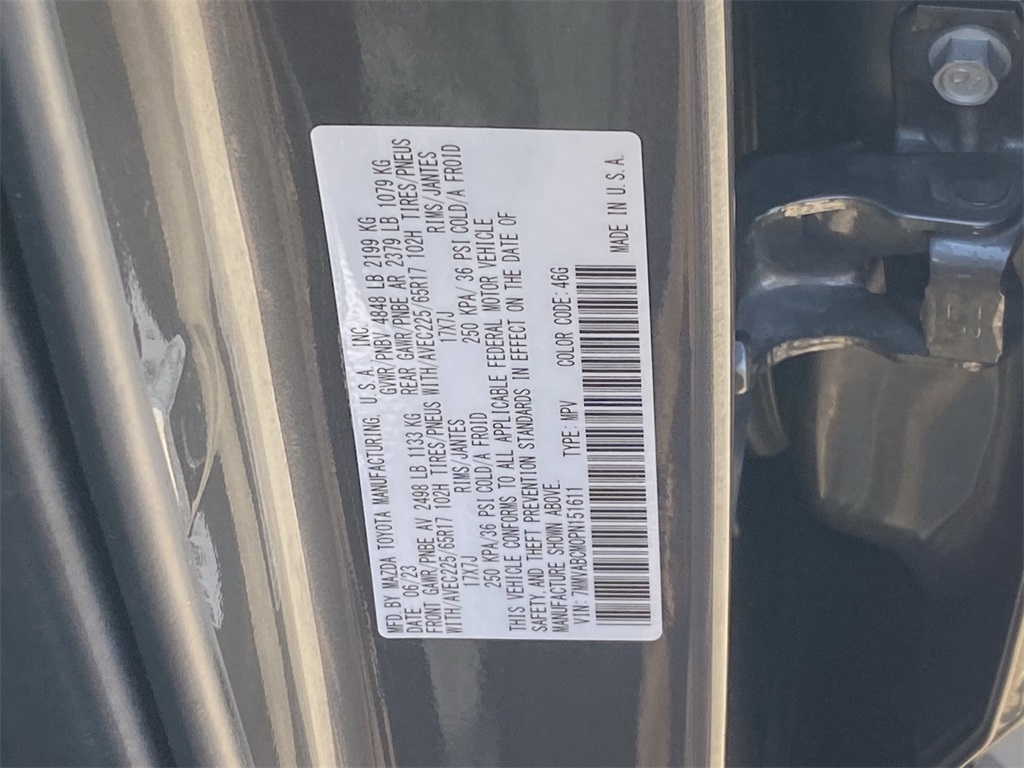 MFD.BY MAZDA TOYOTA MANUFACTURING, U.S.A., INC.
DATE 06/23 GVWR/PNBV 4848 LB 2199 KG
FRONT GAWR/PNBE AV 2498 LB 1133 KG REAR GAWR/PNBE AR 2379 LB 1079 KG
WITH/AVEC225/65R17 102H TIRES/PNEUS WITH/AVEC225/65R17 102H TIRES/PNEUS
17X7J RIMS/JANTES 17X7J RIMS/JANTES
250 KPA/36 PSI COLD/A FROID 250 KPA/ 36 PSI COLD/A FROID
THIS VEHICLE CONFORMS TO ALL APPLICABLE FEDERAL MOTOR VEHICLE
SAFETY,AND THEFT PREVENTION STANDARDS IN EFFECT ON THE DATE OF
MANUFACTURE SHOWN ABOVE.
VIN: 7MMVABCM0PN151611 TYPE: MPV COLOR CODE: 46G
MADE IN U.S.A.